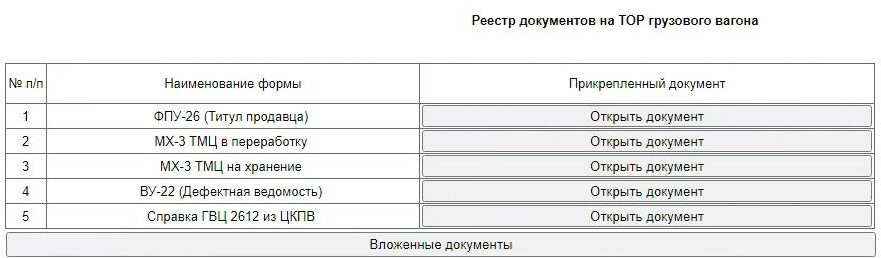 Реестр документов на ТОР грузового вагона
№ п/п Наименование формы Прикрепленный документ
1 ФПУ-26 (Титул продавца) Открыть документ
2 МХ-3 ТМЦ в переработку Открыть документ
3 МХ-3 ТМЦ на хранение Открыть документ
4 ВУ-22 (Дефектная ведомость) Открыть документ
5 Справка ГВЦ 2612 из ЦКПВ Открыть документ
Вложенные документы